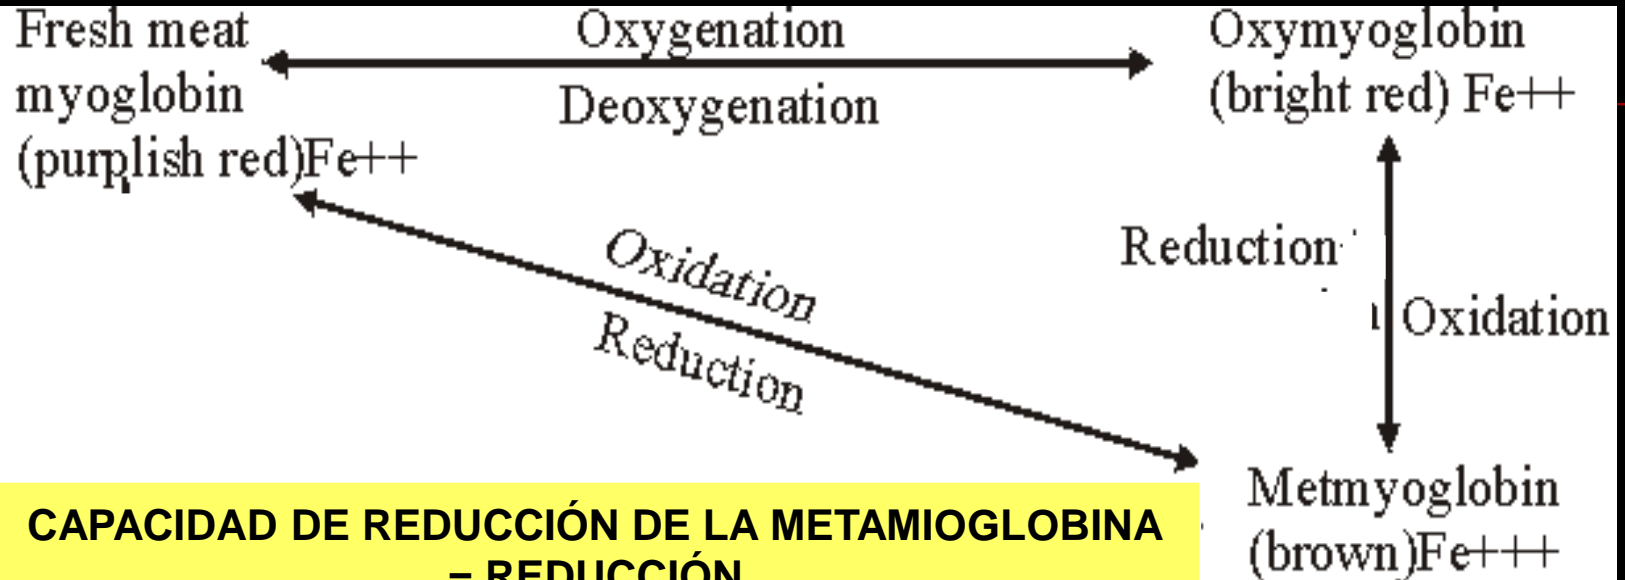 Fresh meat
myoglobin
(purplish red)Fe++
Oxygenation
Deoxygenation
Oxymyoglobin
(bright red) Fe++
Oxidation
Reduction
Reduction
Oxidation
Metmyoglobin
(brown)Fe+++
CAPACIDAD DE REDUCCIÓN DE LA METAMIOGLOBINA
= REDUCCIÓN